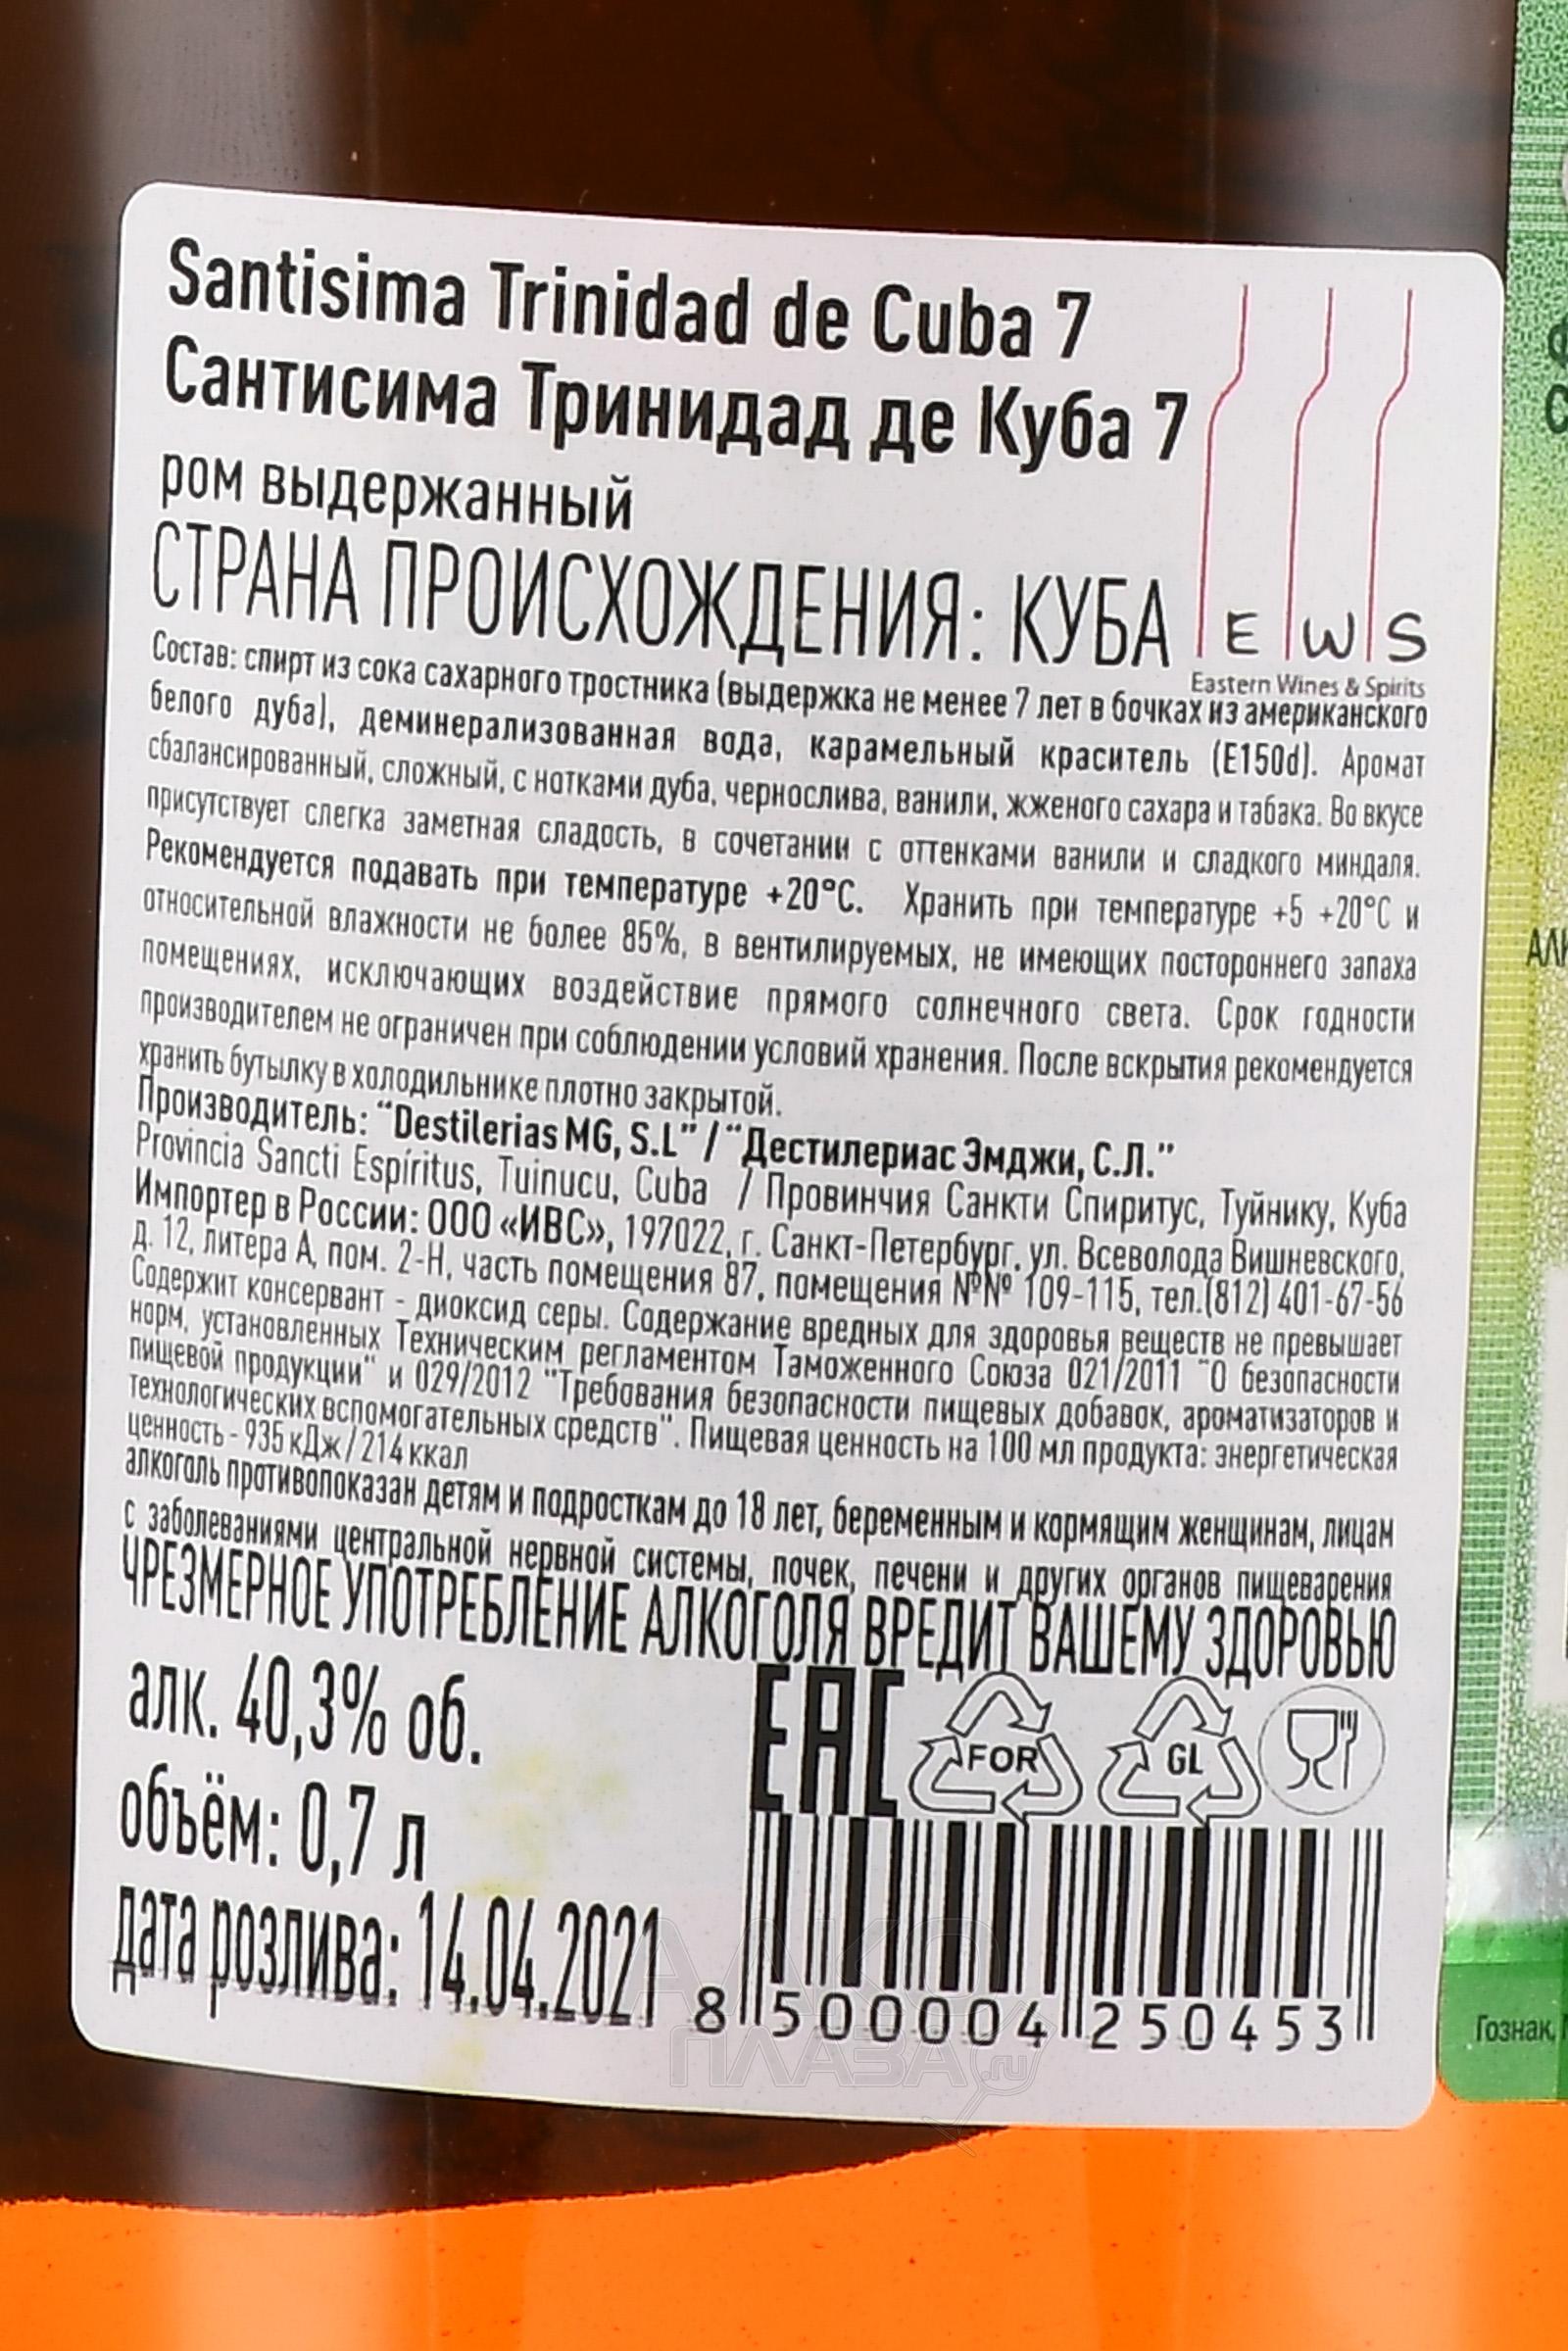 Santisima Trinidad de Cuba 7
Сантисима Тринидад де Куба 7
ром выдержанный
СТРАНА ПРОИСХОЖДЕНИЯ: КУБА
E W S
Eastern Wines & Spirits
Состав: спирт из сока сахарного тростника (выдержка не менее 7 лет в бочках из американского
белого дуба), деминерализованная вода, карамельный краситель (Е150d). Аромат
сбалансированный, сложный, с нотками дуба, чернослива, ванили, жженого сахара и табака. Во вкусе
присутствует слегка заметная сладость, в сочетании с оттенками ванили и сладкого миндаля.
Рекомендуется подавать при температуре +20°С. Хранить при температуре +5 +20°С и
относительной влажности не более 85%, в вентилируемых, не имеющих постороннего запаха
помещениях, исключающих воздействие прямого солнечного света. Срок годности
производителем не ограничен при соблюдении условий хранения. После вскрытия рекомендуется
хранить бутылку в холодильнике плотно закрытой.
Производитель: "Destilerias MG, S.L" / "Дестилериас Эмджи, С.Л."
Provincia Sancti Espíritus, Tuinucu, Cuba / Провинчия Санкти Спиритус, Туйнику, Куба
Импортер в России: ООО «ИВС», 197022, г. Санкт-Петербург, ул. Всеволода Вишневского,
д. 12, литера А, пом. 2-Н, часть помещения 87, помещения №№ 109-115, тел.(812) 401-67-56
Содержит консервант - диоксид серы. Содержание вредных для здоровья веществ не превышает
норм, установленных Техническим регламентом Таможенного Союза 021/2011 "О безопасности
пищевой продукции" и 029/2012 "Требования безопасности пищевых добавок, ароматизаторов и
технологических вспомогательных средств". Пищевая ценность на 100 мл продукта: энергетическая
ценность - 935 кДж / 214 ккал
алкоголь противопоказан детям и подросткам до 18 лет, беременным и кормящим женщинам, лицам
с заболеваниями центральной нервной системы, почек, печени и других органов пищеварения
ЧРЕЗМЕРНОЕ УПОТРЕБЛЕНИЕ АЛКОГОЛЯ ВРЕДИТ ВАШЕМУ ЗДОРОВЬЮ
алк. 40,3% об.
объём: 0,7 л
дата розлива: 14.04.2021
EAC
FOR
GL
8 500004 250453
АЛКО
ПЛАЗА.ru
Гознак,